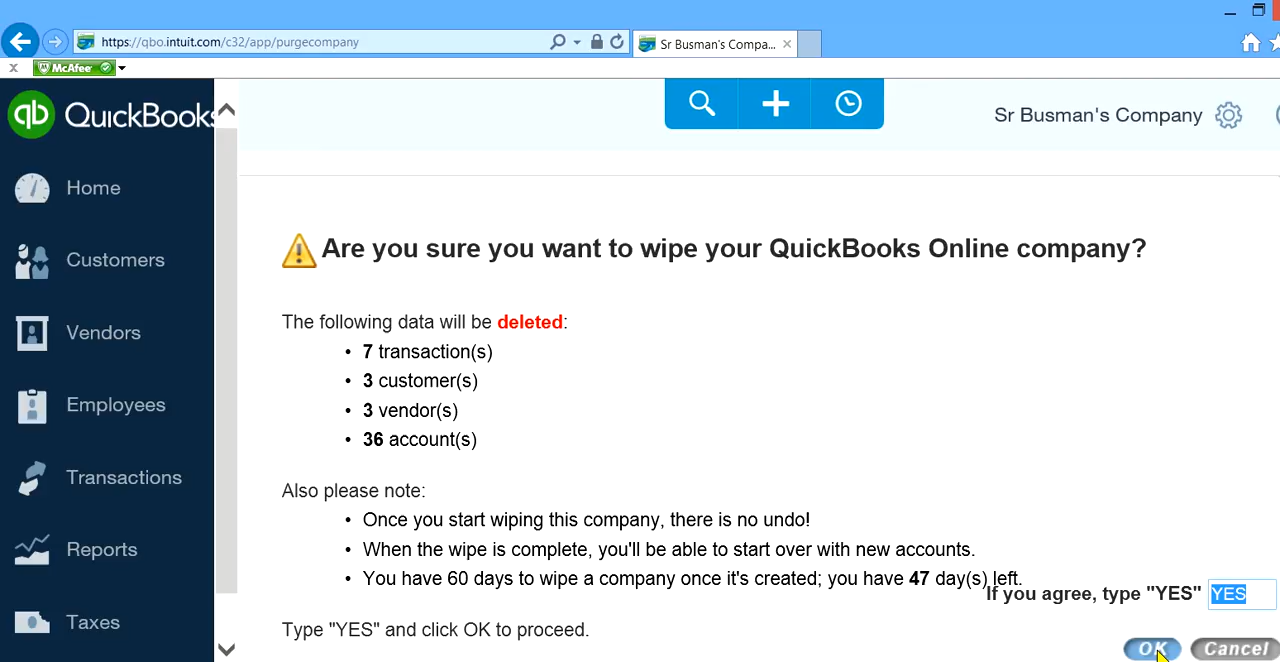 https://qbo.intuit.com/c32/app/purgecompany
Sr Busman's Compa...
x McAfee
qb QuickBooks
Sr Busman's Company
Home
Customers
Vendors
Employees
Transactions
Reports
Taxes
Are you sure you want to wipe your QuickBooks Online company?
The following data will be deleted:
• 7 transaction(s)
• 3 customer(s)
• 3 vendor(s)
• 36 account(s)
Also please note:
• Once you start wiping this company, there is no undo!
• When the wipe is complete, you'll be able to start over with new accounts.
• You have 60 days to wipe a company once it's created; you have 47 day(s) left.
If you agree, type "YES" YES
Type "YES" and click OK to proceed.
OK Cancel